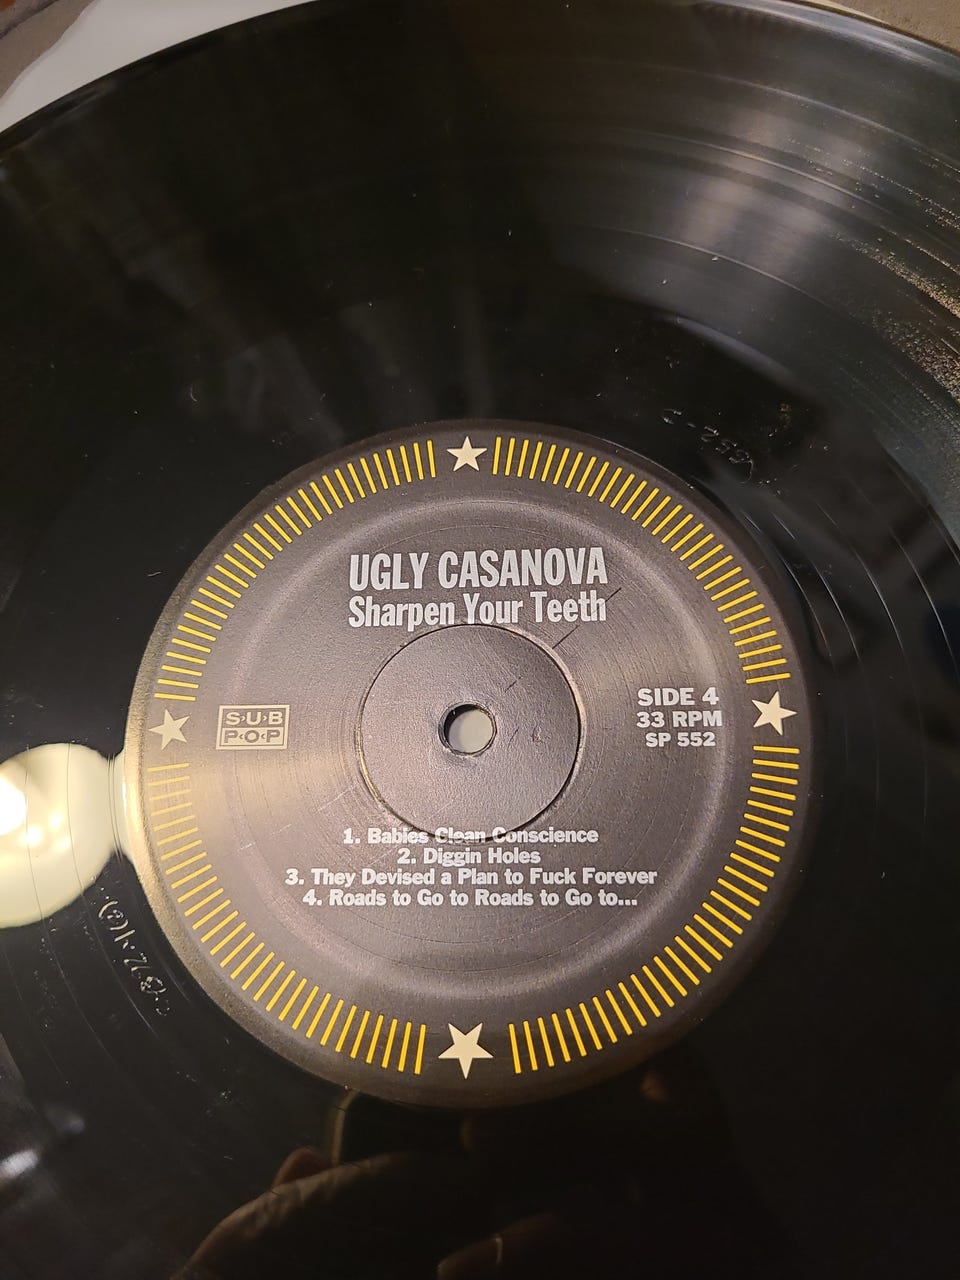 UGLY CASANOVA
Sharpen Your Teeth
SUB
POP
SIDE 4
33 RPM
SP 552
1. Babies Clean Conscience
2. Diggin Holes
3. They Devised a Plan to Fuck Forever
4. Roads to Go to Roads to Go to...